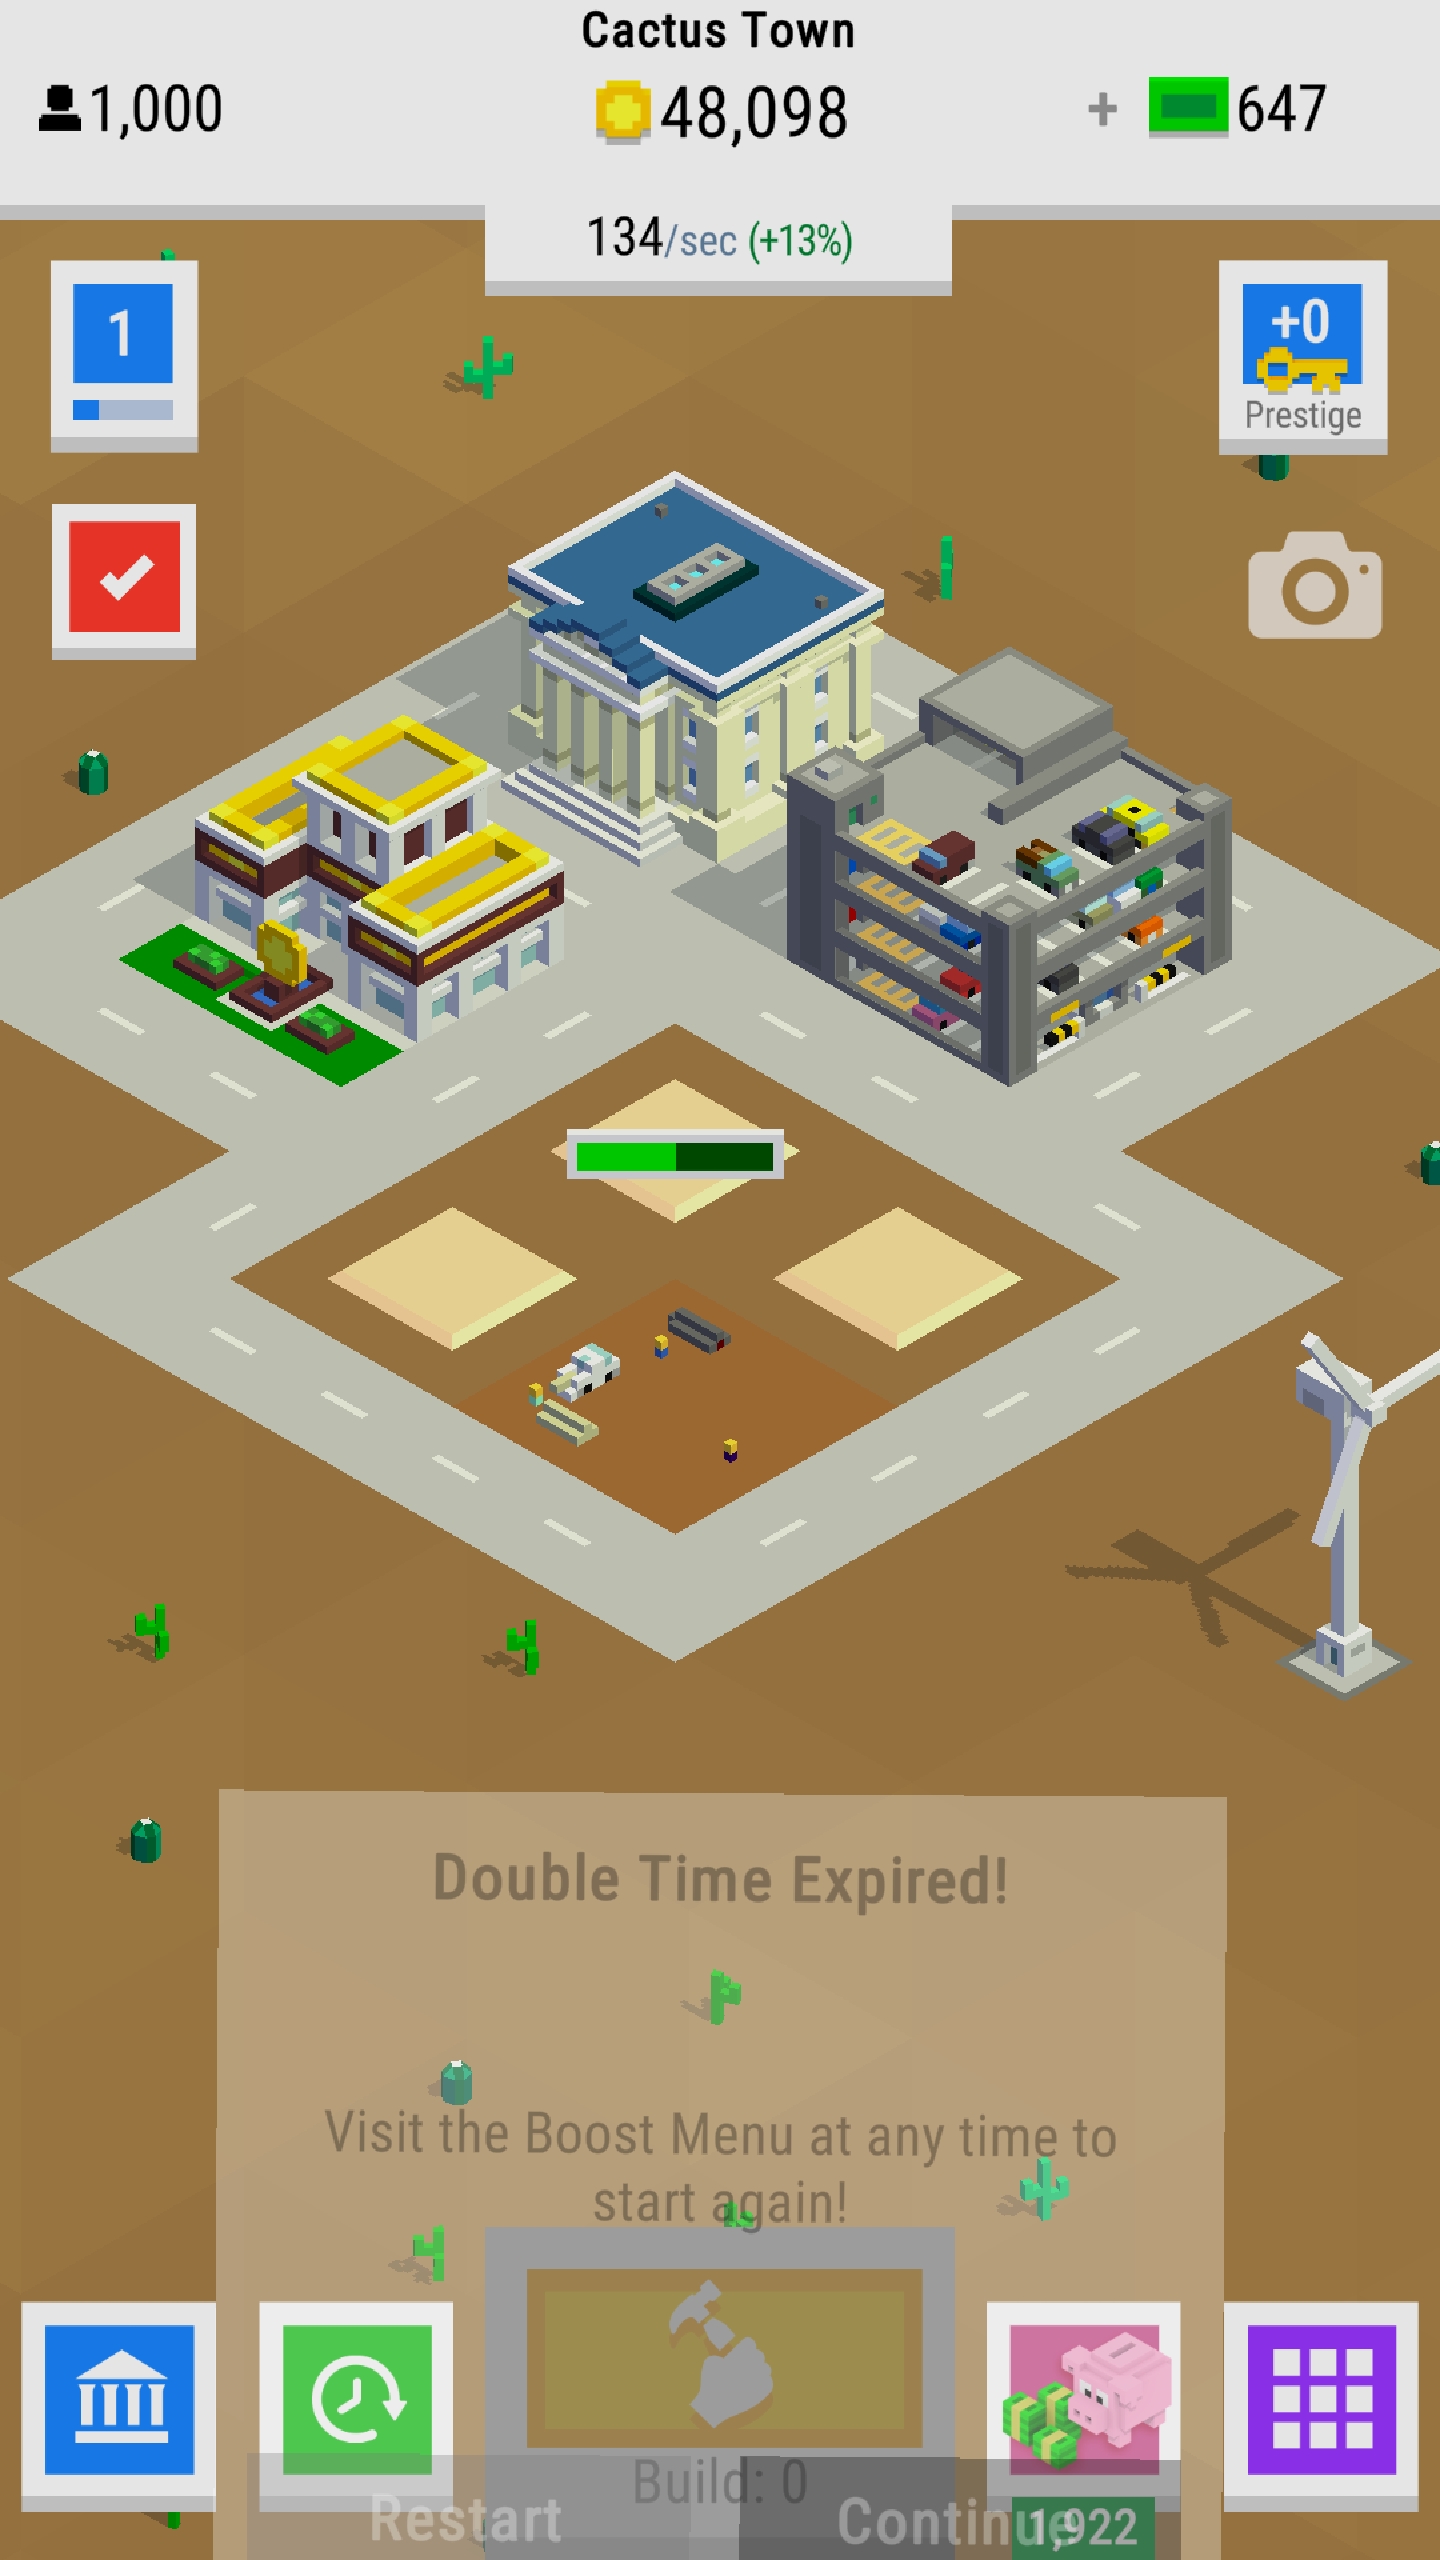 Cactus Town
1,000
48,098
+ 647
134/sec (+13%)
1
+0
Prestige
Double Time Expired!
Visit the Boost Menu at any time to
start again!
Build: 0
Restart
Continue
1,922